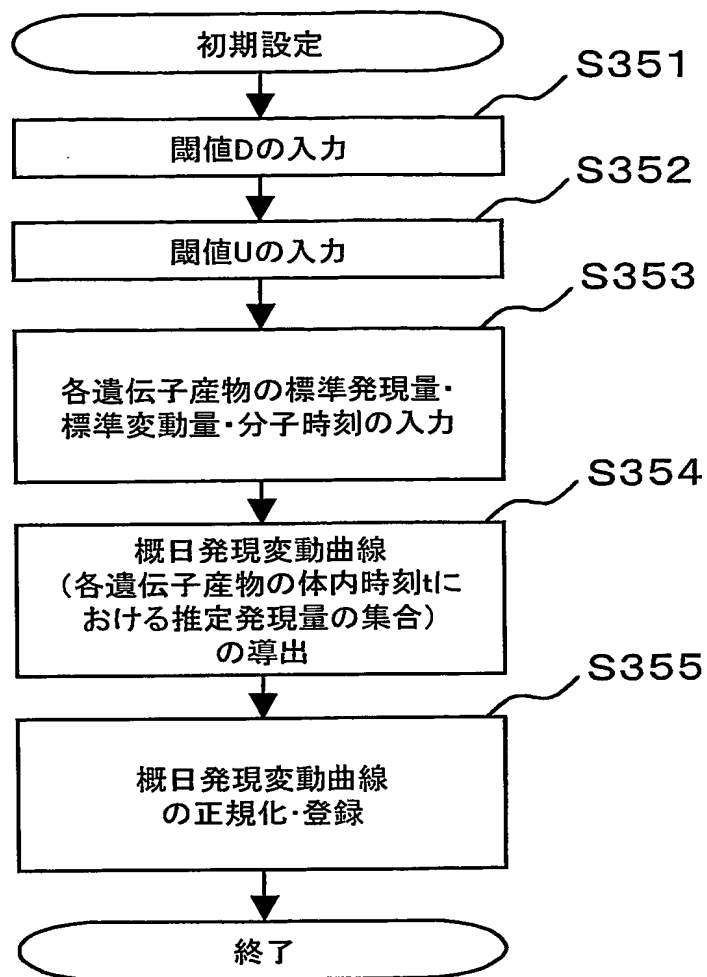 初期設定
S351
閾値Dの入力
S352
閾値Uの入力
S353
各遺伝子産物の標準発現量・
標準変動量・分子時刻の入力
S354
概日発現変動曲線
(各遺伝子産物の体内時刻tに
おける推定発現量の集合)
の導出
S355
概日発現変動曲線
の正規化・登録
終了